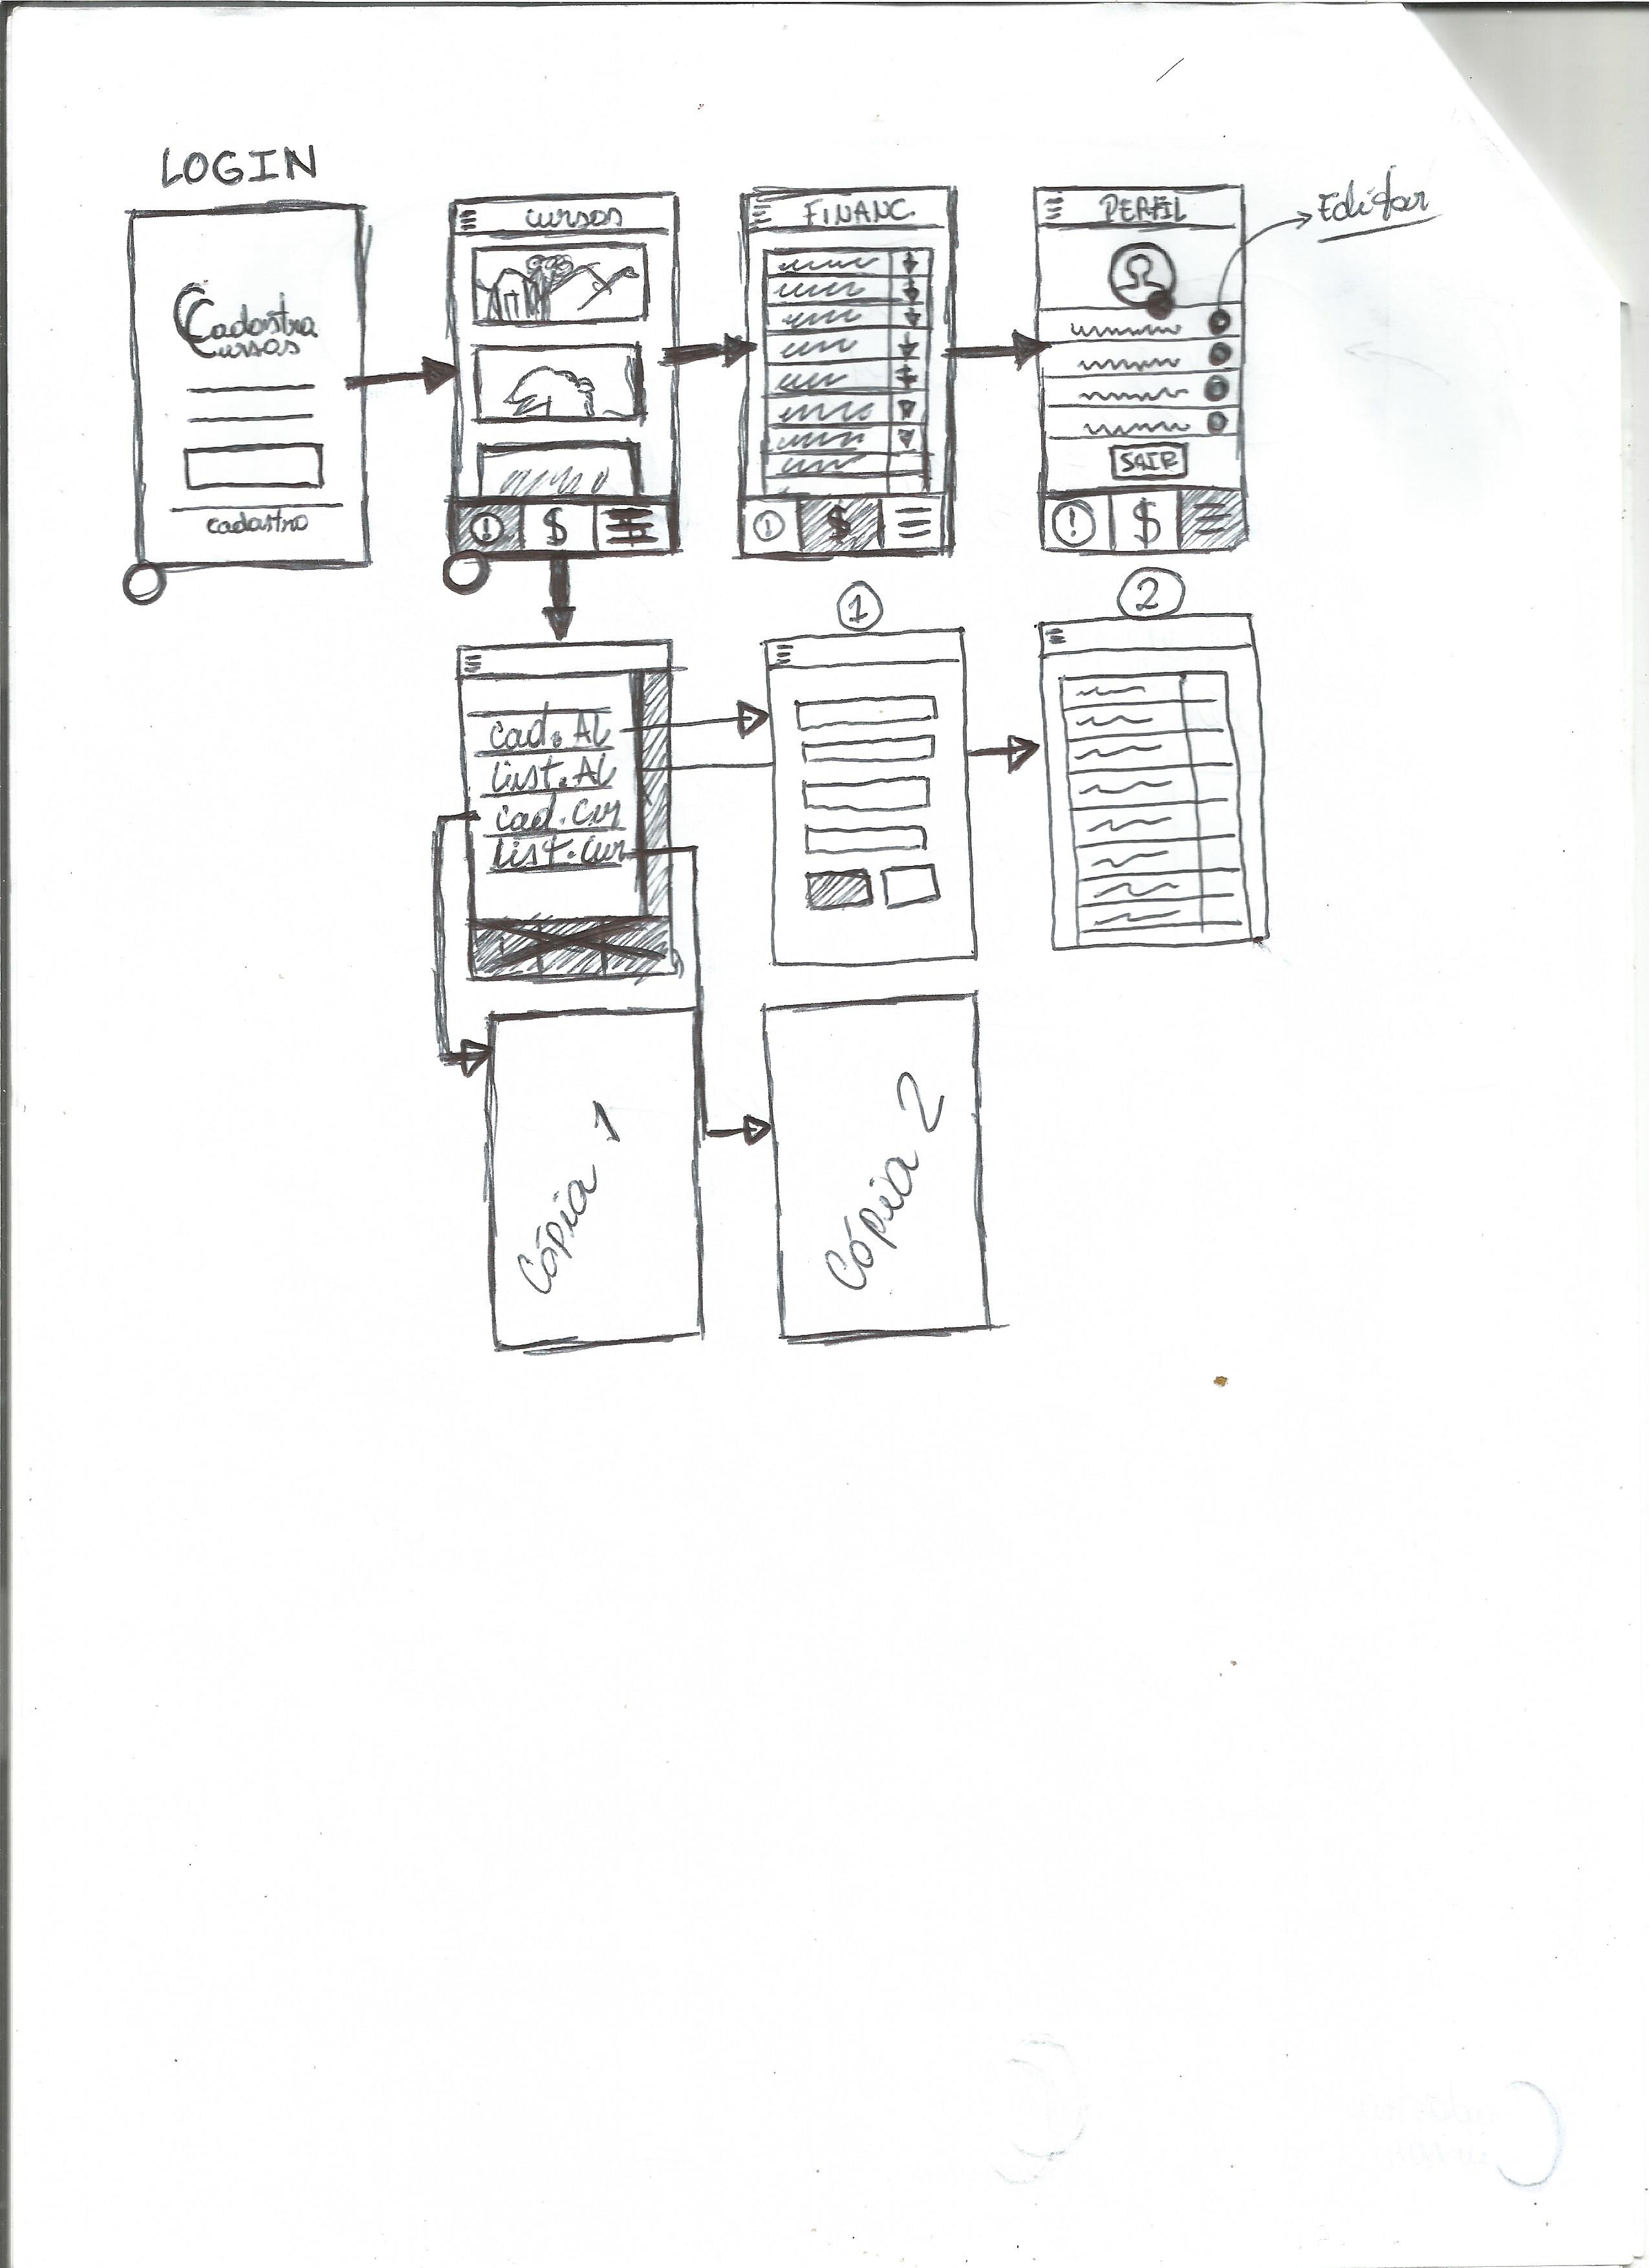 LOGIN
Cadastra
Cursos
cadastro
cursos
$
FINANC.
$
PERFIL
Editar
SAIR
$
cad. AL
List. AL
cad. Cur
List. Cur
1
2
Cópia 1
Cópia 2